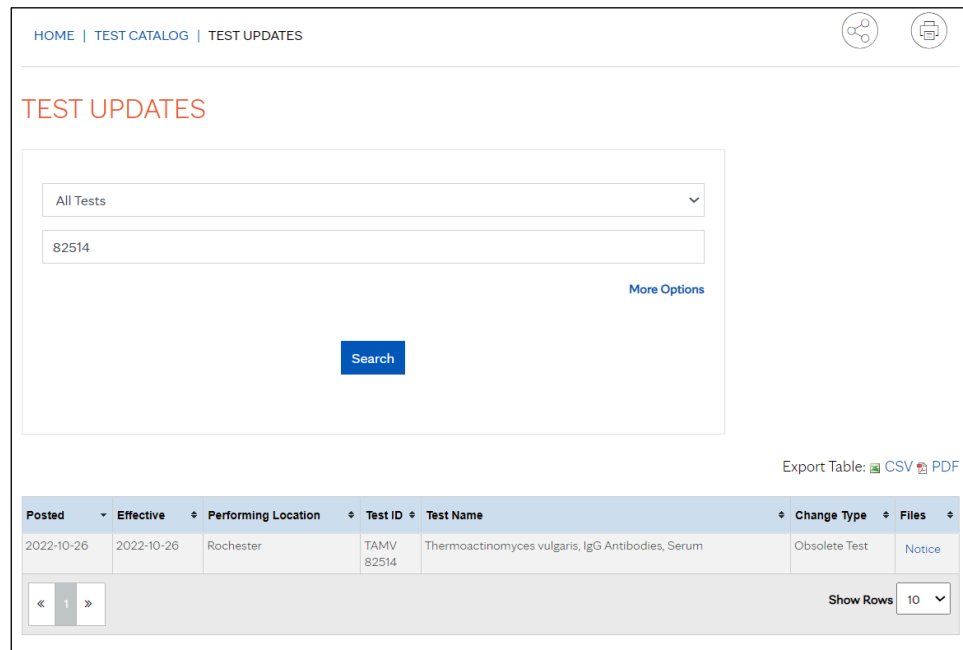 HOME | TEST CATALOG | TEST UPDATES
TEST UPDATES
All Tests
82514
More Options
Search
Export Table: CSV PDF
Posted Effective Performing Location Test ID Test Name Change Type Files
2022-10-26 2022-10-26 Rochester TAMV Thermoactinomyces vulgaris, IgG Antibodies, Serum Obsolete Test Notice
82514
« 1 » Show Rows 10